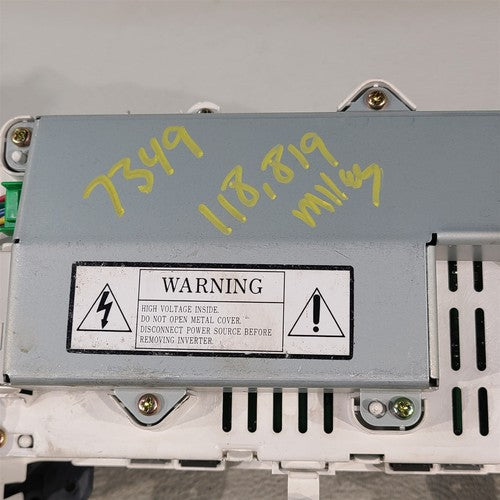 7349
118,819
miles
WARNING
HIGH VOLTAGE INSIDE.
DO NOT OPEN METAL COVER.
DISCONNECT POWER SOURCE BEFORE
REMOVING INVERTER.